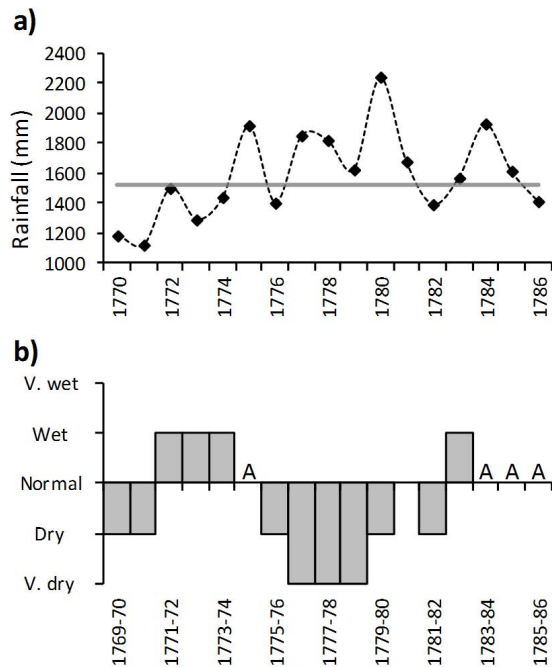 a)
2400
2200
2000
1800
1600
1400
1200
1000
Rainfall (mm)
1770
1772
1774
1776
1778
1780
1782
1784
1786
b)
V. wet
Wet
Normal
Dry
V. dry
A
A A A
1769-70
1771-72
1773-74
1775-76
1777-78
1779-80
1781-82
1783-84
1785-86